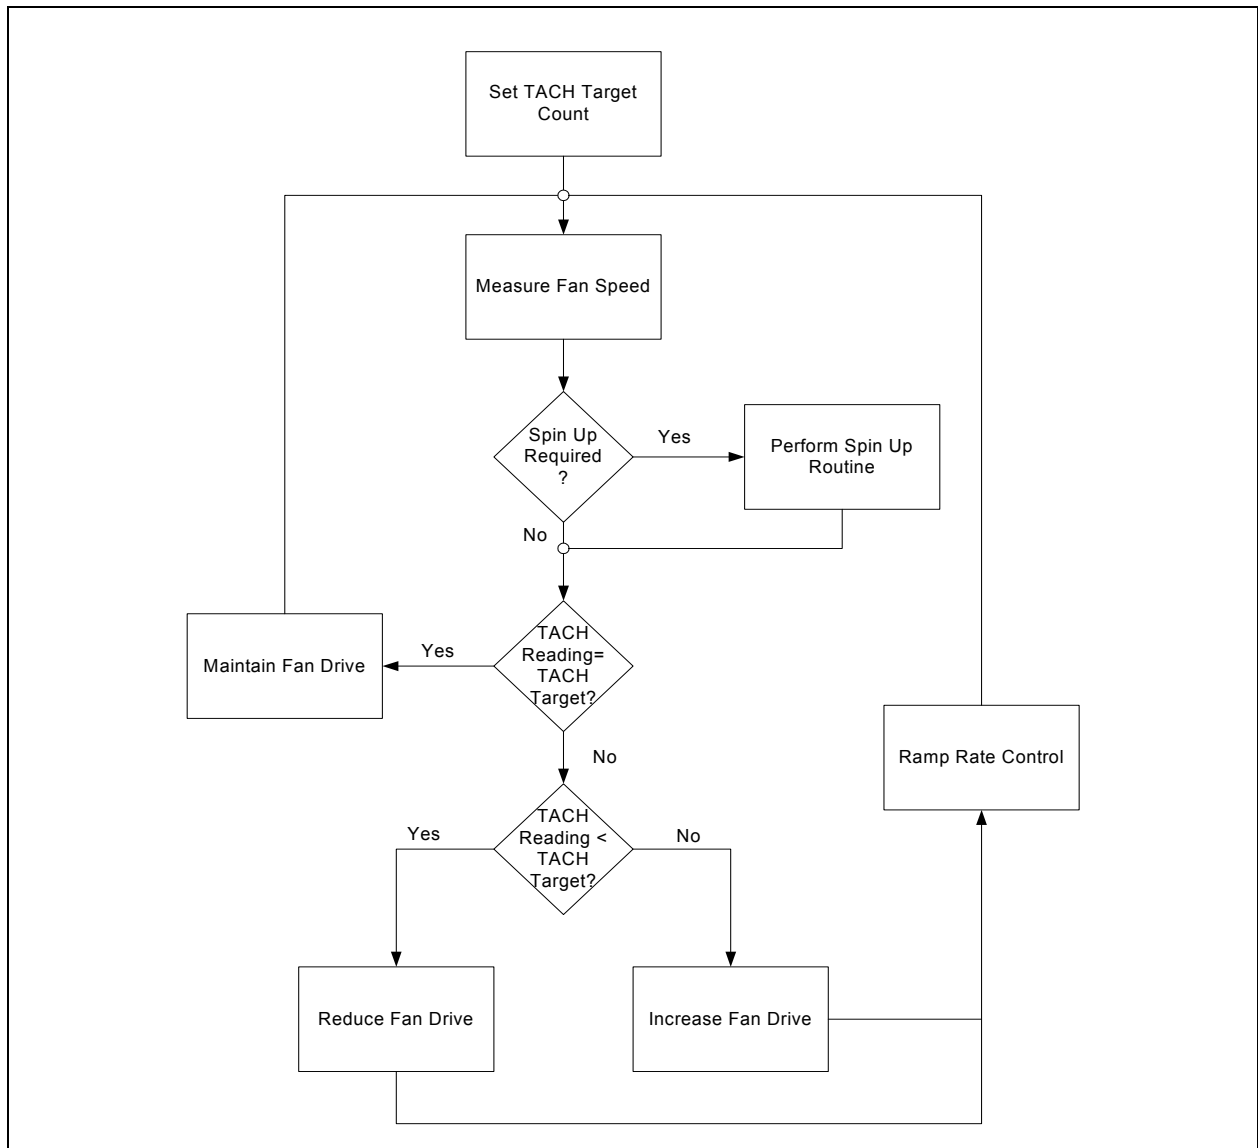 Set TACH Target
Count
Measure Fan Speed
Spin Up
Required
?
Yes
Perform Spin Up
Routine
No
TACH
Reading=
TACH
Target?
Yes
Maintain Fan Drive
No
Ramp Rate Control
TACH
Reading <
TACH
Target?
Yes
No
Reduce Fan Drive
Increase Fan Drive